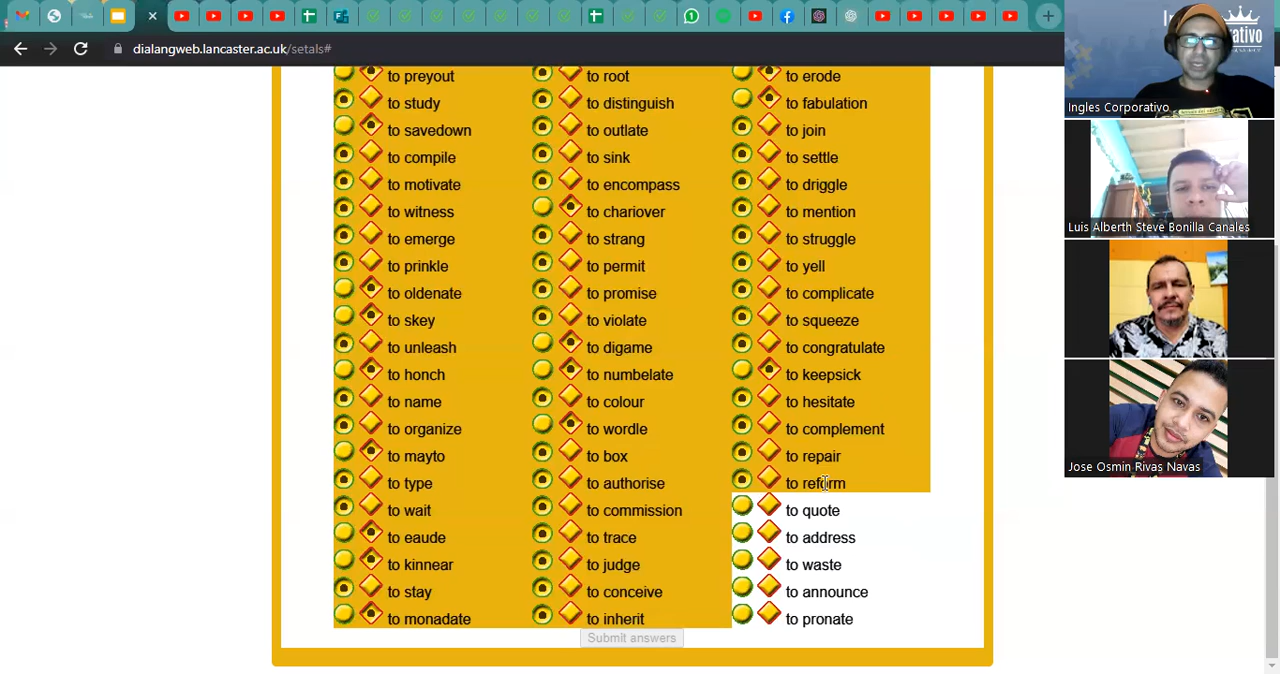 dialangweb.lancaster.ac.uk/setals#
to preyout to root to erode
to study to distinguish to fabulation
to savedown to outlate to join
to compile to sink to settle
to motivate to encompass to driggle
to witness to chariover to mention
to emerge to strang to struggle
to prinkle to permit to yell
to oldenate to promise to complicate
to skey to violate to squeeze
to unleash to digame to congratulate
to honch to numbelate to keepsick
to name to colour to hesitate
to organize to wordle to complement
to mayto to box to repair
to type to authorise to reform
to wait to commission to quote
to eaude to trace to address
to kinnear to judge to waste
to stay to conceive to announce
to monadate to inherit to pronate
Submit answers
Ingles Corporativo
Luis Alberth Steve Bonilla Canales
Jose Osmin Rivas Navas